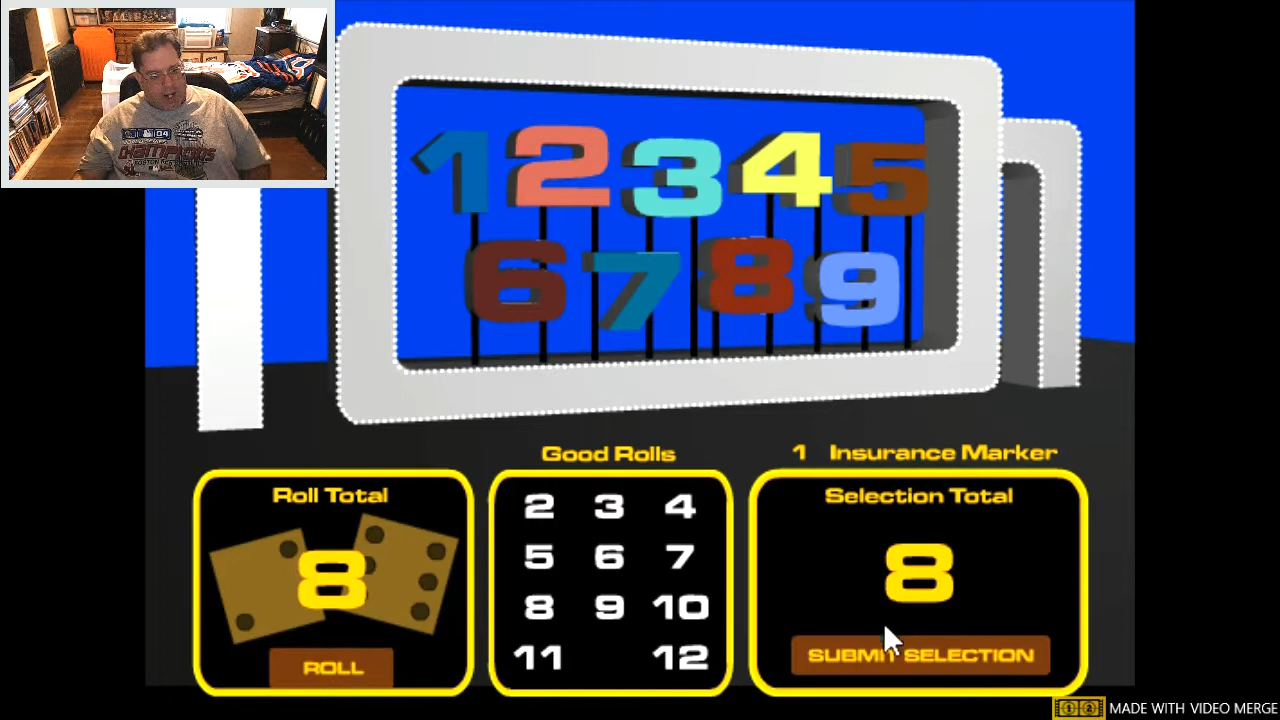 1 2 3 4 5
6 7 8 9
Good Rolls
1 Insurance Marker
Roll Total
8
ROLL
2 3 4
5 6 7
8 9 10
11 12
Selection Total
8
SUBMIT SELECTION
1 2 MADE WITH VIDEO MERGE